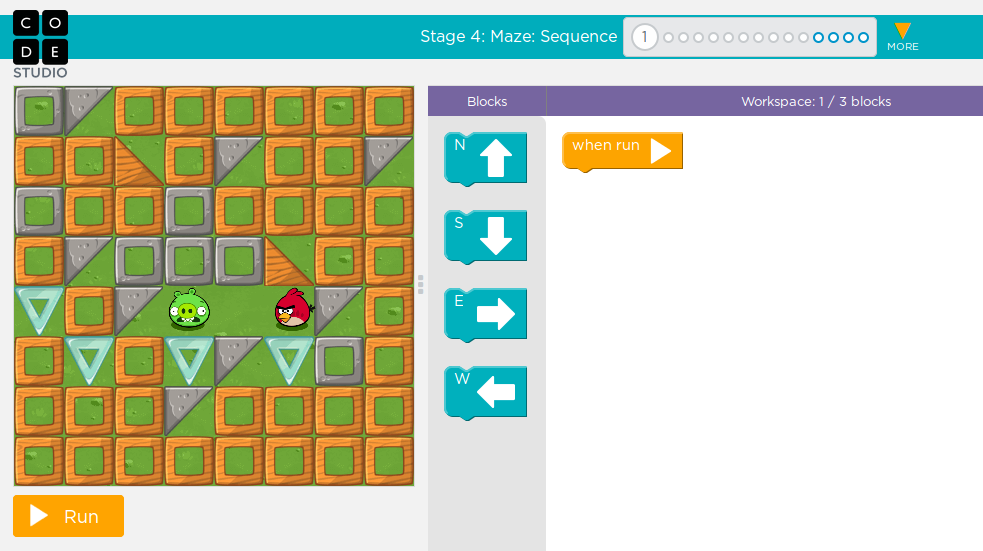 C O
D E
STUDIO
Stage 4: Maze: Sequence
1
MORE
Blocks
Workspace: 1 / 3 blocks
N
when run
S
E
W
Run